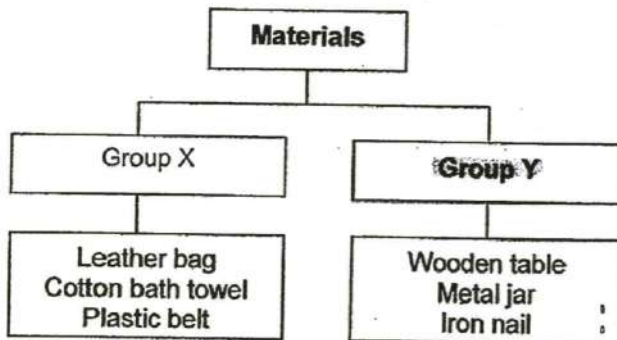 Materials
Group X
Group Y
Leather bag
Cotton bath towel
Plastic belt
Wooden table
Metal jar
Iron nail